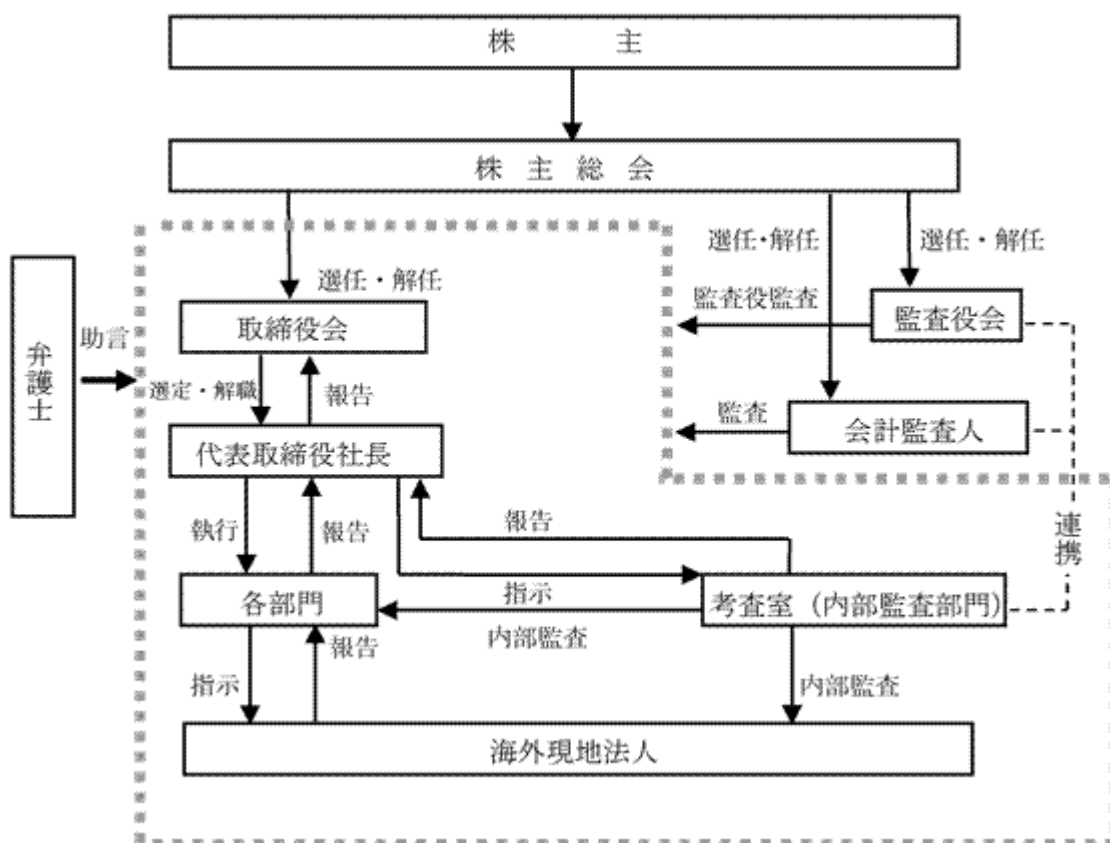 株 主
株 主 総 会
選任・解任
選任・解任
選任・解任
監査役監査
監査役会
取締役会
弁護士
助言
選定・解職
報告
監査
会計監査人
代表取締役社長
連携
執行
報告
報告
各部門
指示
考査室（内部監査部門）
内部監査
指示
報告
内部監査
海外現地法人